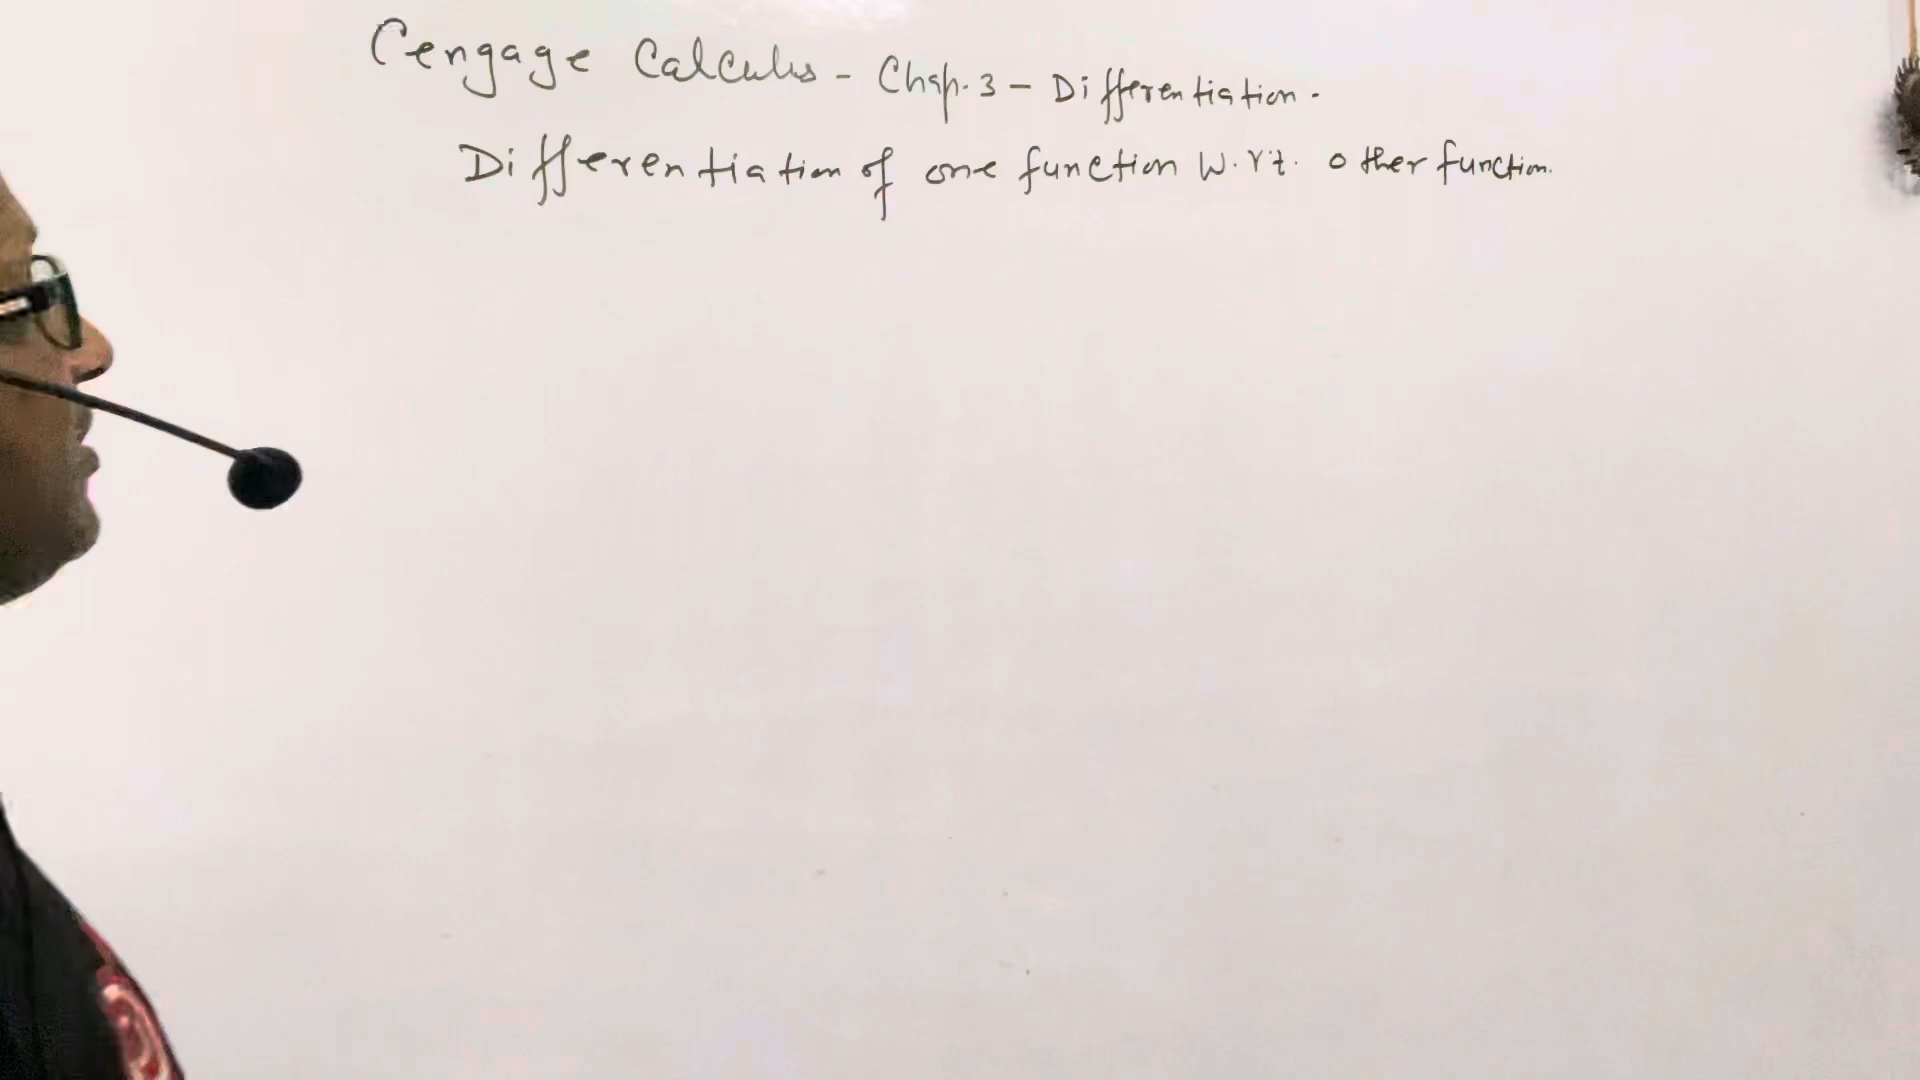 Cengage Calculus - Chap. 3 - Differentiation.
Differentiation of one function w.r.t. other function.